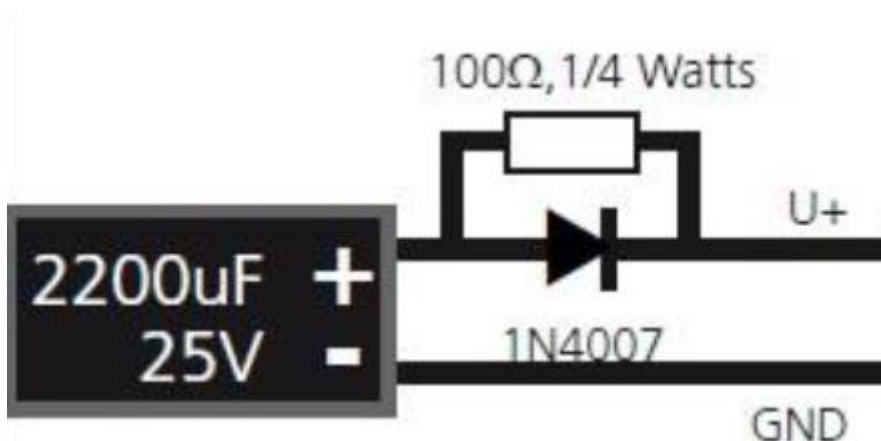 100Ω,1/4 Watts
U+
2200uF +
25V -
1N4007
GND